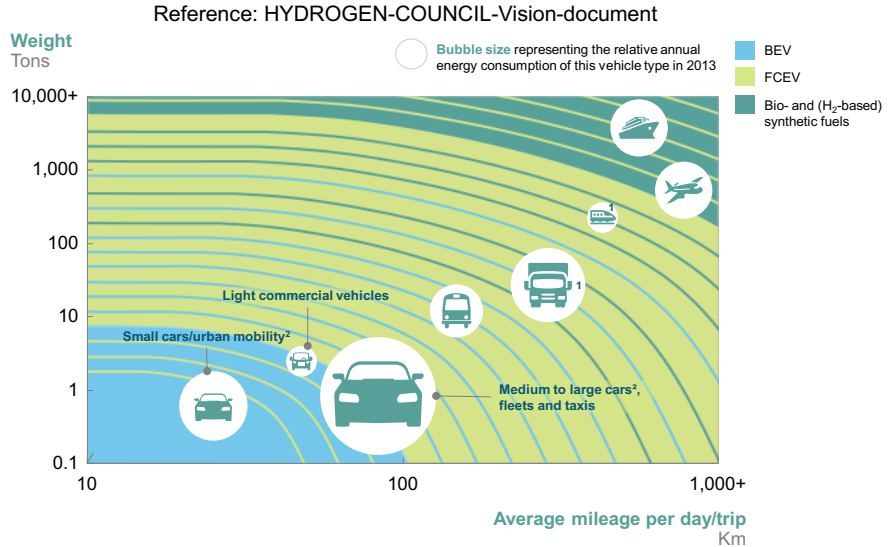 Reference: HYDROGEN-COUNCIL-Vision-document
Weight
Tons
Bubble size representing the relative annual
energy consumption of this vehicle type in 2013
BEV
FCEV
Bio- and (H₂-based)
synthetic fuels
10,000+
1,000
100
10
1
0.1
1
1
Light commercial vehicles
Small cars/urban mobility²
Medium to large cars²,
fleets and taxis
10
100
1,000+
Average mileage per day/trip
Km